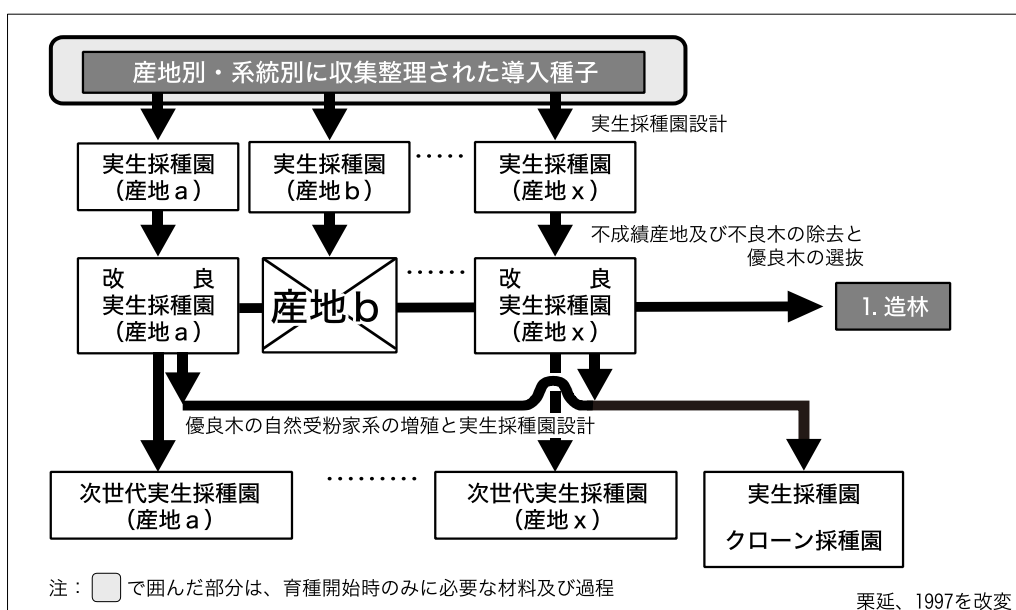 産地別・系統別に収集整理された導入種子
実生採種園設計
実生採種園
(産地a)
実生採種園
(産地b)
‥‥‥
実生採種園
(産地x)
不成績産地及び不良木の除去と
優良木の選抜
改 良
実生採種園
(産地a)
産地b
‥‥‥
改 良
実生採種園
(産地x)
1. 造林
優良木の自然受粉家系の増殖と実生採種園設計
次世代実生採種園
(産地a)
‥‥‥‥
次世代実生採種園
(産地x)
実生採種園
クローン採種園
注: で囲んだ部分は、育種開始時のみに必要な材料及び過程
栗延、1997を改変